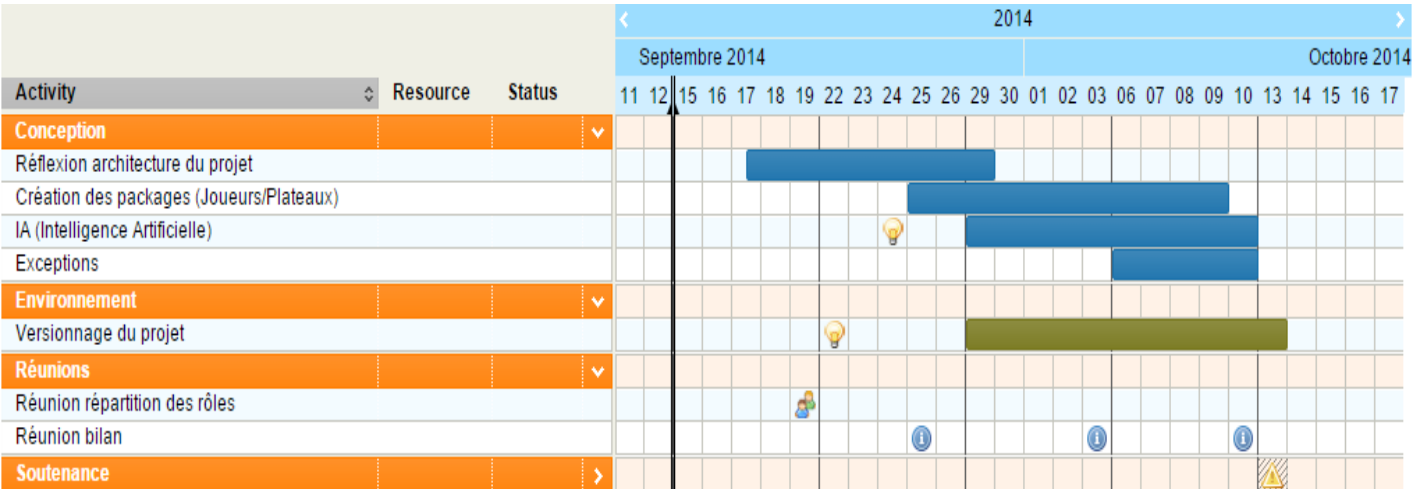 2014
Septembre 2014 Octobre 2014
Activity Resource Status 11 12 15 16 17 18 19 22 23 24 25 26 29 30 01 02 03 06 07 08 09 10 13 14 15 16 17
Conception
Réflexion architecture du projet
Création des packages (Joueurs/Plateaux)
IA (Intelligence Artificielle)
Exceptions
Environnement
Versionnage du projet
Réunions
Réunion répartition des rôles
Réunion bilan
Soutenance